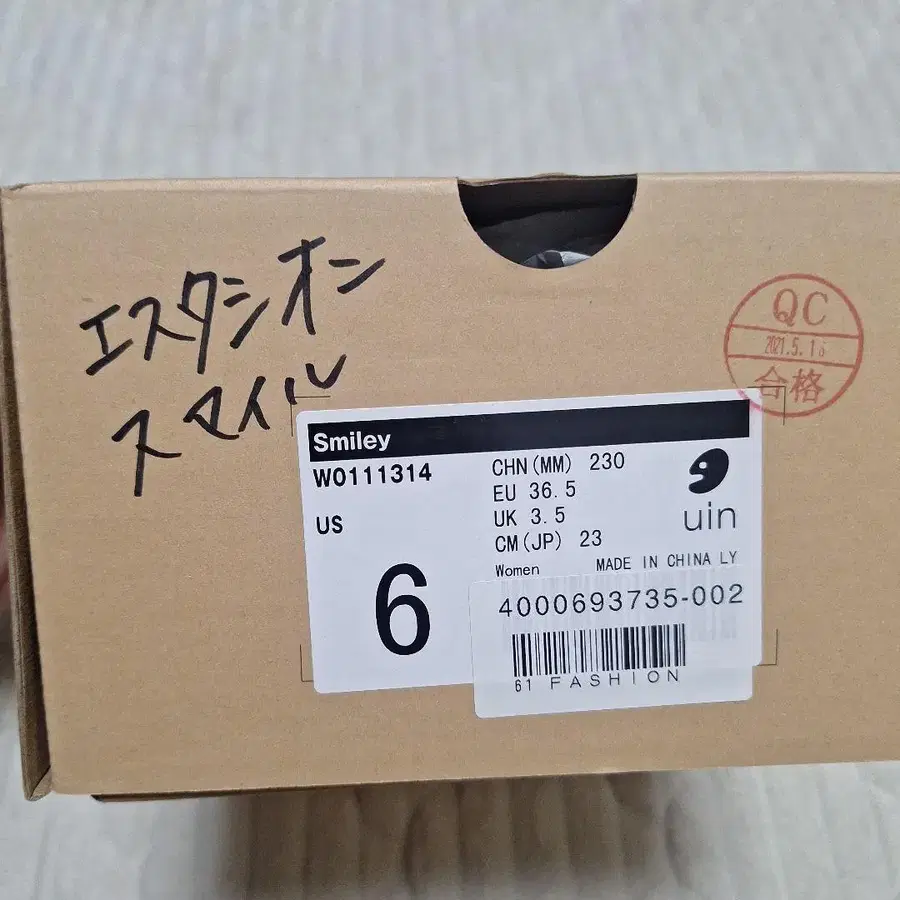 エスタシオン
スマイル
QC
2021.5.16
合格
Smiley
W0111314
US
6
CHN(MM) 230
EU 36.5
UK 3.5
CM(JP) 23
Women
MADE IN CHINA LY
uin
4000693735-002
61 FASHION